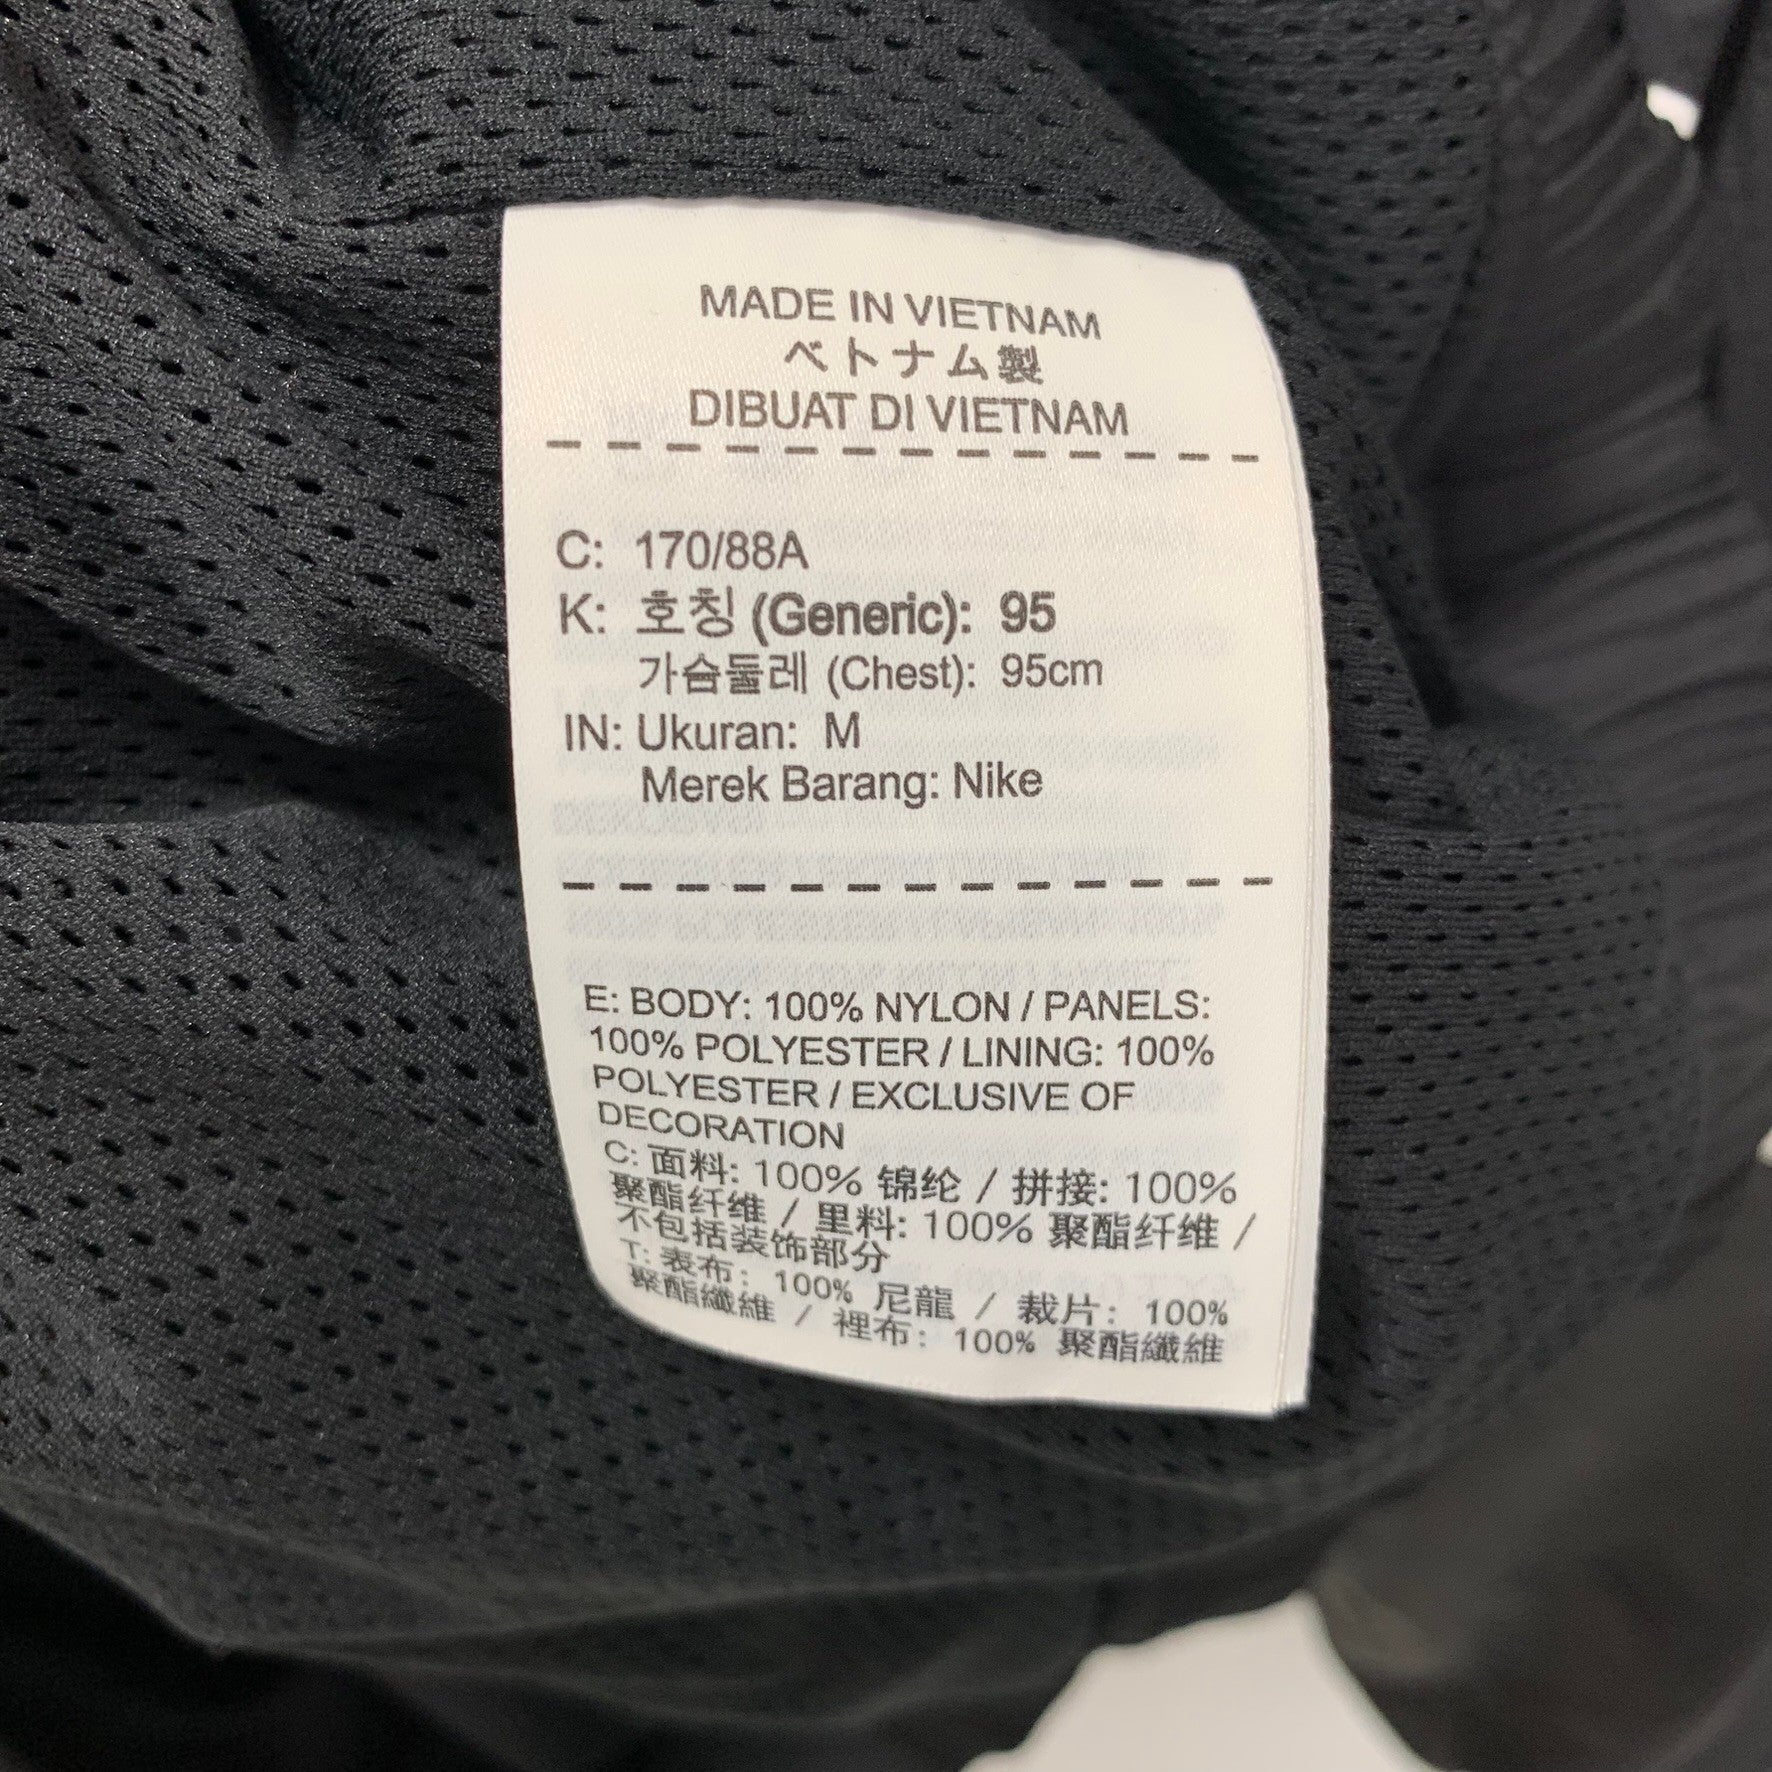 MADE IN VIETNAM
ベトナム製
DIBUAT DI VIETNAM
C: 170/88A
K: 호칭 (Generic): 95
가슴둘레 (Chest): 95cm
IN: Ukuran: M
Merek Barang: Nike
E: BODY: 100% NYLON / PANELS:
100% POLYESTER / LINING: 100%
POLYESTER / EXCLUSIVE OF
DECORATION
C: 面料: 100% 锦纶 / 拼接: 100%
聚酯纤维 / 里料: 100% 聚酯纤维 /
不包括装饰部分
T: 表布: 100% 尼龍 / 裁片: 100%
聚酯纖維 / 裡布: 100% 聚酯纖維